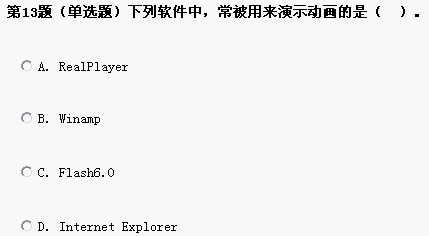 第13题（单选题）下列软件中，常被用来演示动画的是（　）。
A. RealPlayer
B. Winamp
C. Flash6.0
D. Internet Explorer